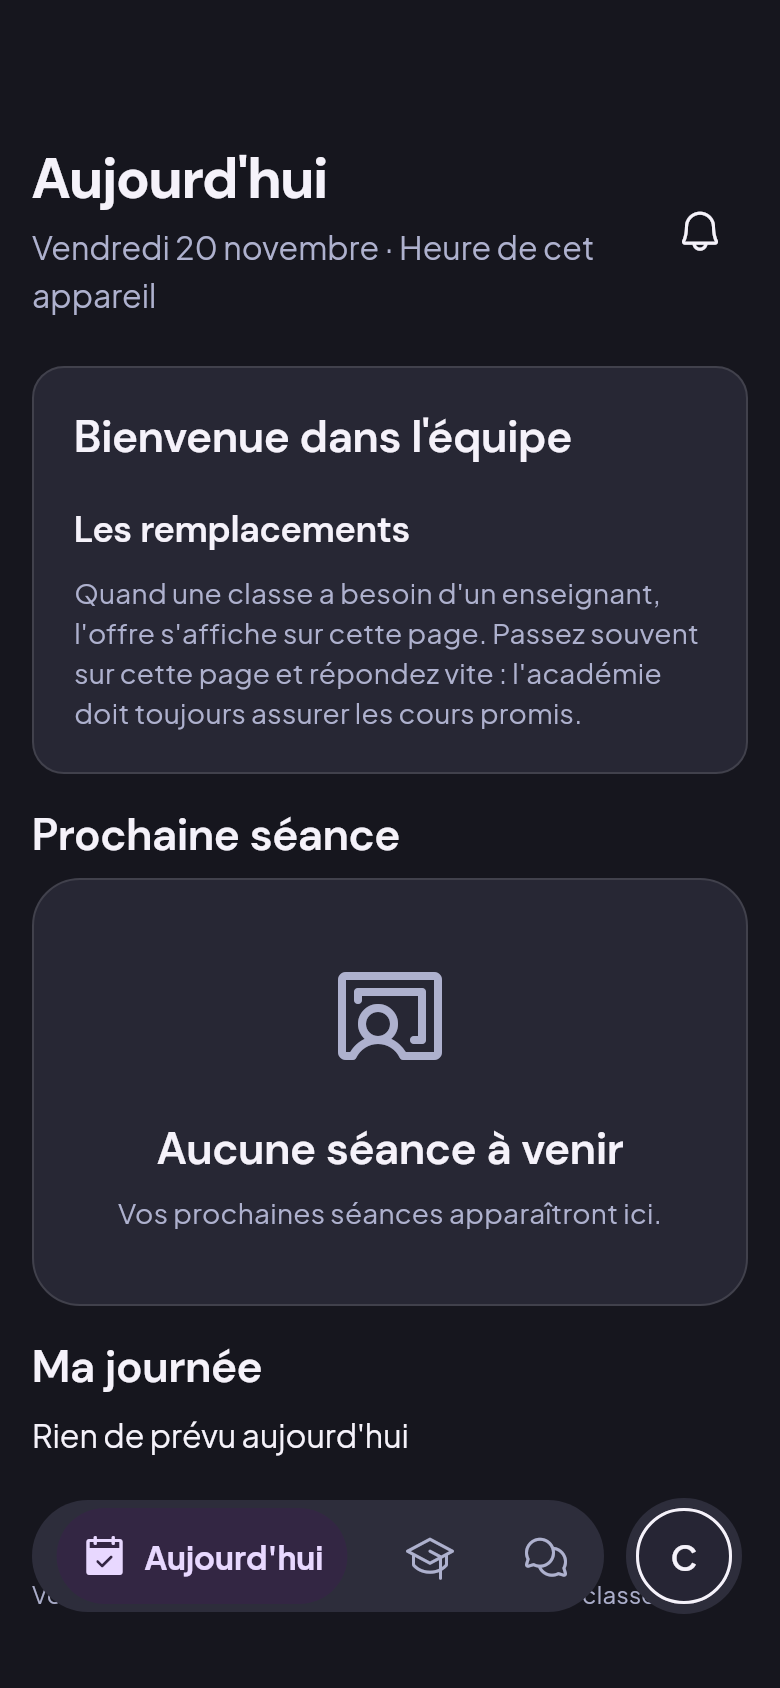 Aujourd'hui
Vendredi 20 novembre · Heure de cet
appareil
Bienvenue dans l'équipe
Les remplacements
Quand une classe a besoin d'un enseignant,
l'offre s'affiche sur cette page. Passez souvent
sur cette page et répondez vite : l'académie
doit toujours assurer les cours promis.
Prochaine séance
Aucune séance à venir
Vos prochaines séances apparaîtront ici.
Ma journée
Rien de prévu aujourd'hui
Aujourd'hui
C